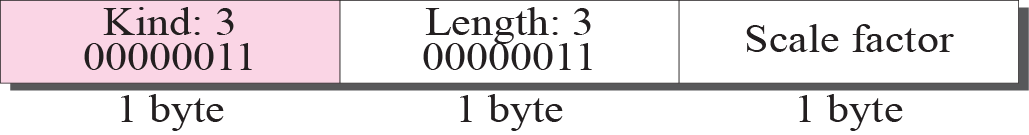 Kind: 3
00000011
Length: 3
00000011
Scale factor
1 byte
1 byte
1 byte